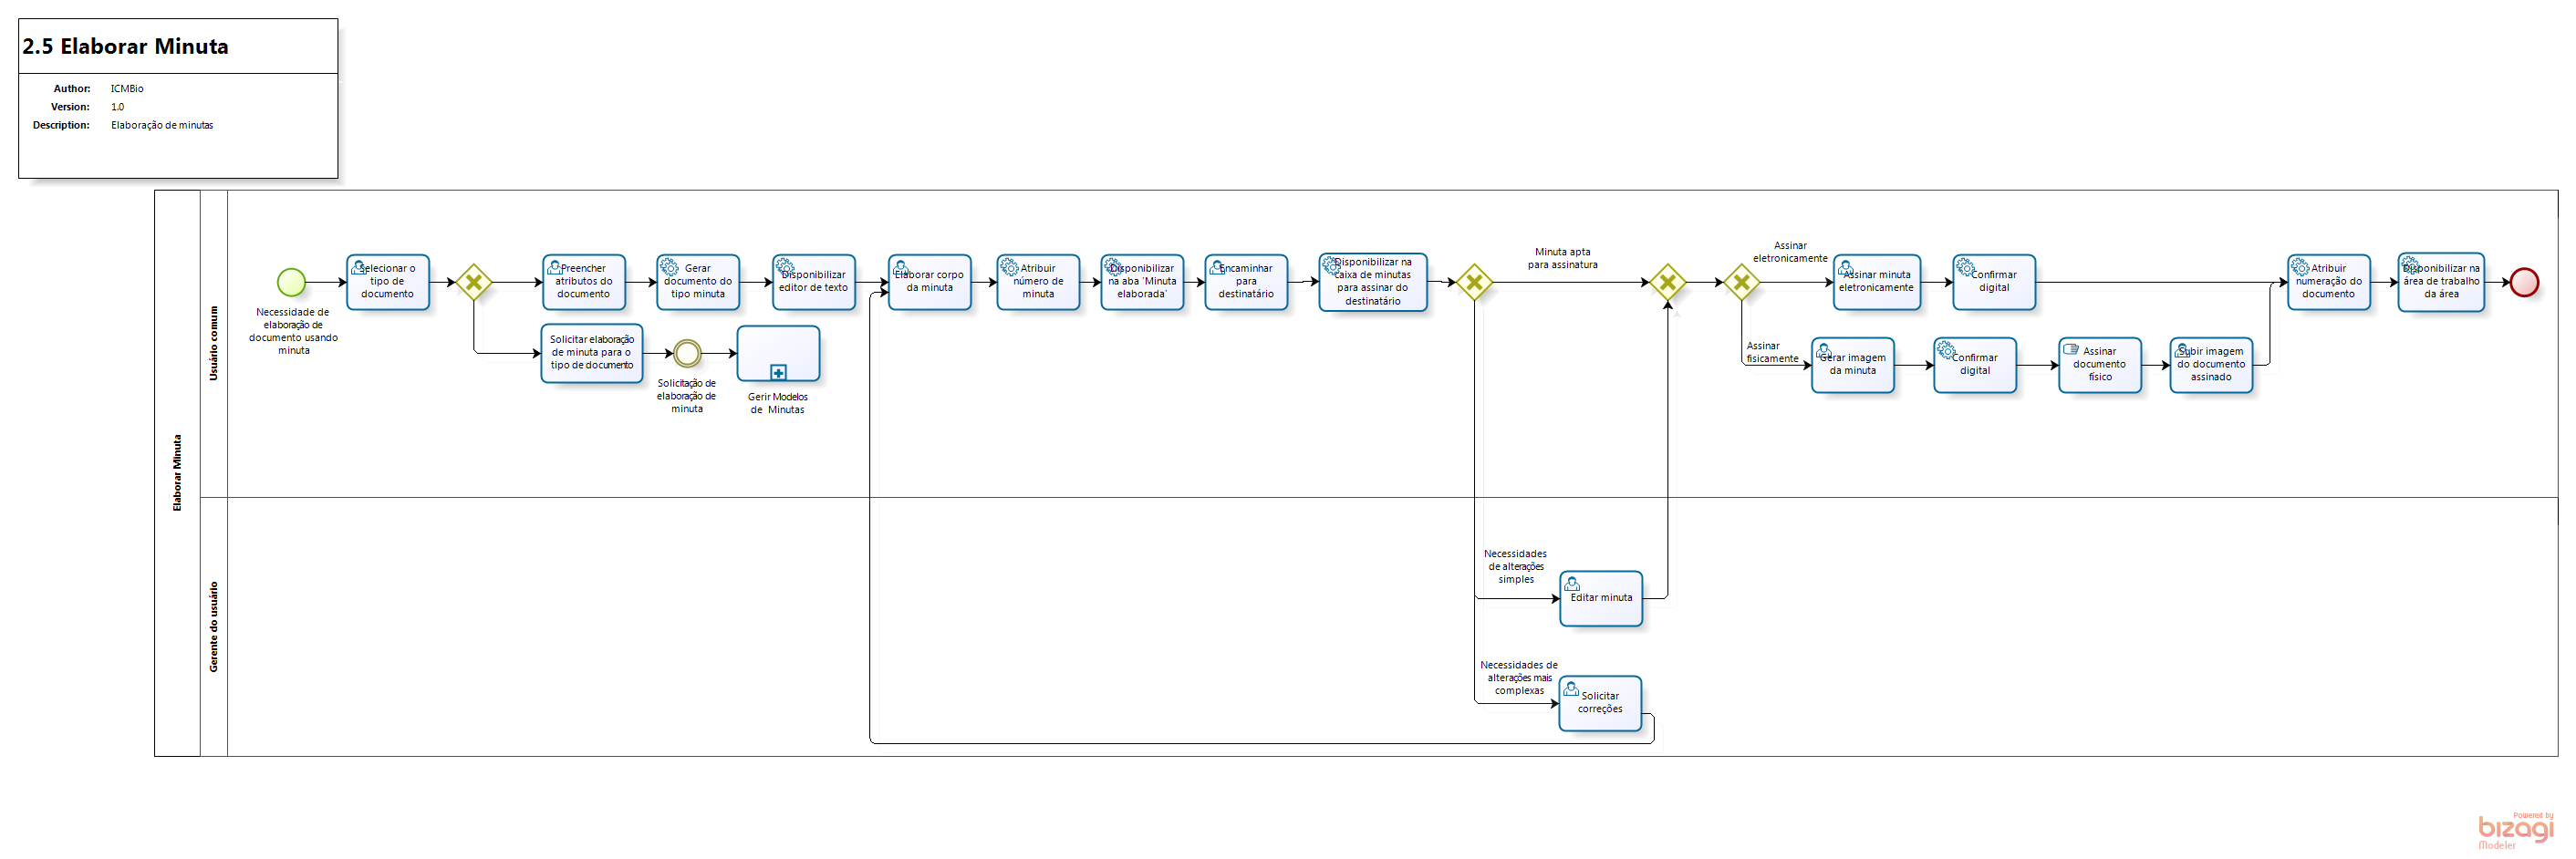 2.5 Elaborar Minuta
Author: ICMBio
Version: 1.0
Description: Elaboração de minutas
Elaborar Minuta
Usuário comum
Necessidade de
elaboração de
documento usando
minuta
Selecionar o
tipo de
documento
Preencher
atributos do
documento
Gerar
documento do
tipo minuta
Disponibilizar
editor de texto
Solicitar elaboração
de minuta para o
tipo de documento
Solicitação de
elaboração de
minuta
Gerir Modelos
de Minutas
Elaborar corpo
da minuta
Atribuir
número de
minuta
Disponibilizar
na aba 'Minuta
elaborada'
Encaminhar
para
destinatário
Disponibilizar na
caixa de minutas
para assinar do
destinatário
Minuta apta
para assinatura
Assinar
eletronicamente
Assinar minuta
eletronicamente
Confirmar
digital
Assinar
fisicamente
Gerar imagem
da minuta
Confirmar
digital
Assinar
documento
físico
Subir imagem
do documento
assinado
Atribuir
numeração do
documento
Disponibilizar na
área de trabalho
da área
Gerente do usuário
Necessidades
de alterações
simples
Editar minuta
Necessidades de
alterações mais
complexas
Solicitar
correções
Powered by
bizagi
Modeler